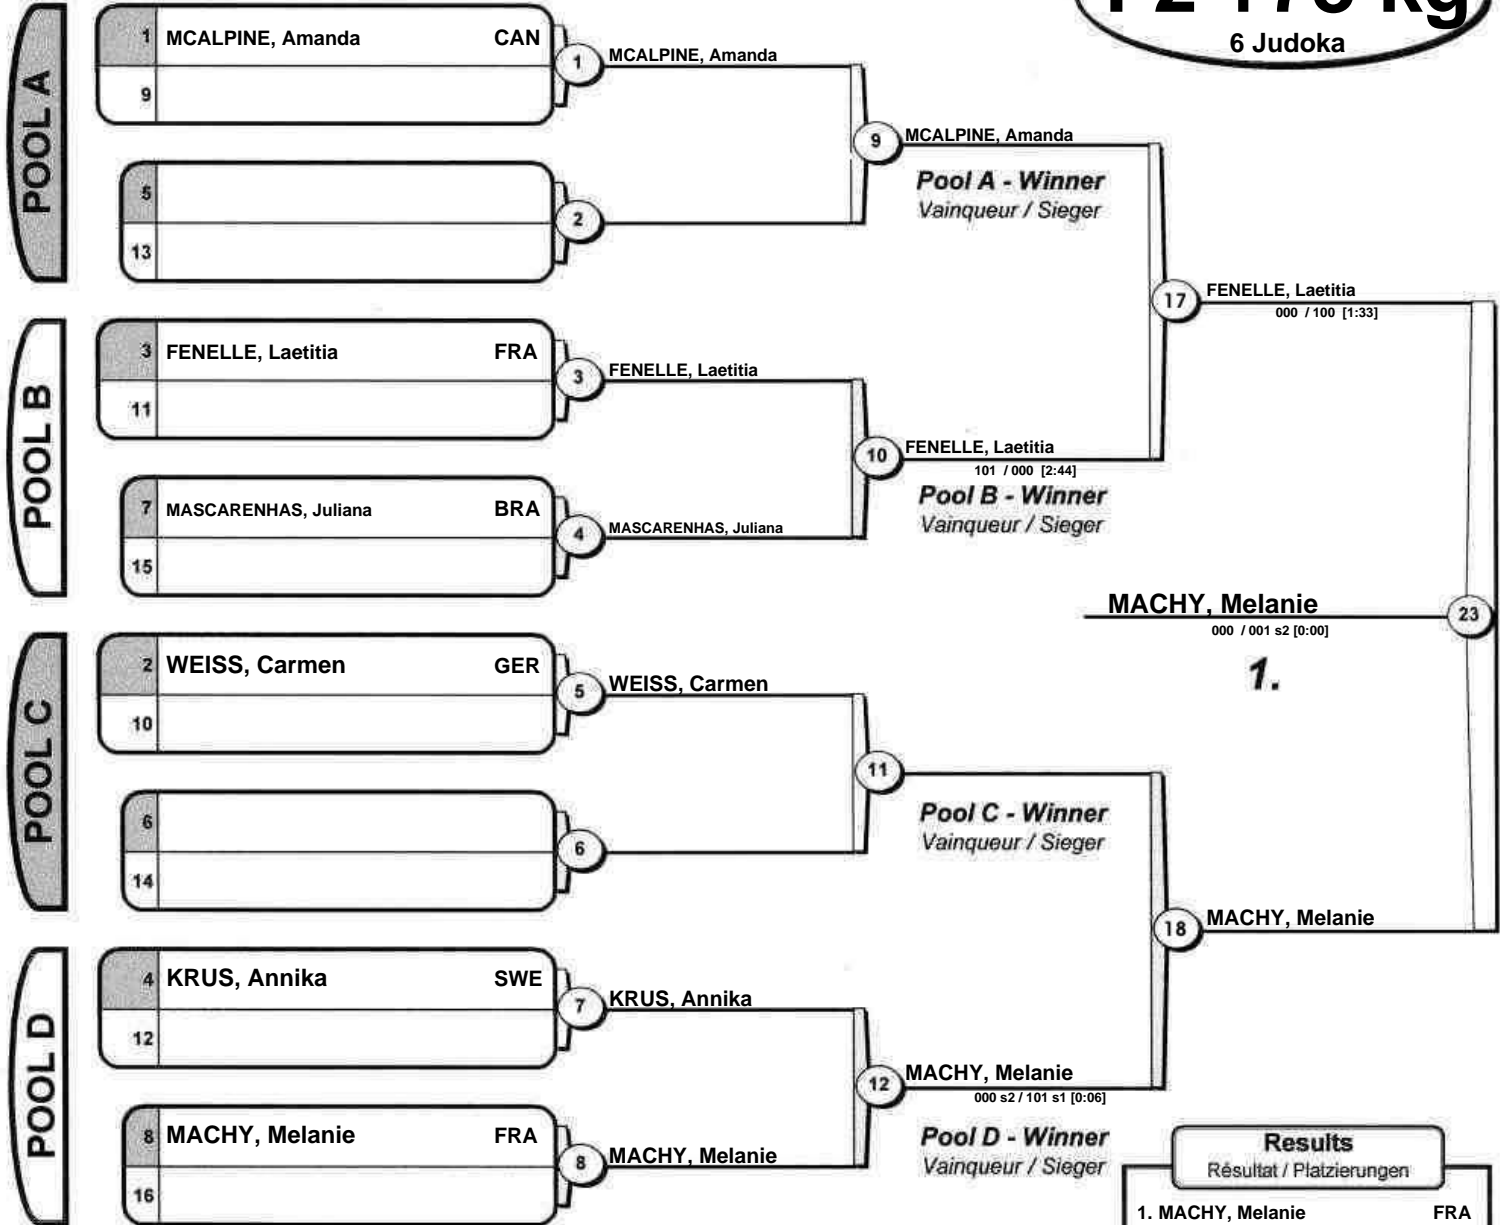 6 Judoka
POOL A
1 MCALPINE, Amanda CAN
9
1 MCALPINE, Amanda
5
13
2
9 MCALPINE, Amanda
Pool A - Winner
Vainqueur / Sieger
17 FENELLE, Laetitia
000 / 100 [1:33]
POOL B
3 FENELLE, Laetitia FRA
11
3 FENELLE, Laetitia
10 FENELLE, Laetitia
101 / 000 [2:44]
Pool B - Winner
Vainqueur / Sieger
7 MASCARENHAS, Juliana BRA
15
4 MASCARENHAS, Juliana
MACHY, Melanie 23
000 / 001 s2 [0:00]
1.
POOL C
2 WEISS, Carmen GER
10
5 WEISS, Carmen
11
Pool C - Winner
Vainqueur / Sieger
6
14
6
18 MACHY, Melanie
POOL D
4 KRUS, Annika SWE
12
7 KRUS, Annika
12 MACHY, Melanie
000 s2 / 101 s1 [0:06]
Pool D - Winner
Vainqueur / Sieger
8 MACHY, Melanie FRA
16
8 MACHY, Melanie
Results
Résultat / Platzierungen
1. MACHY, Melanie FRA